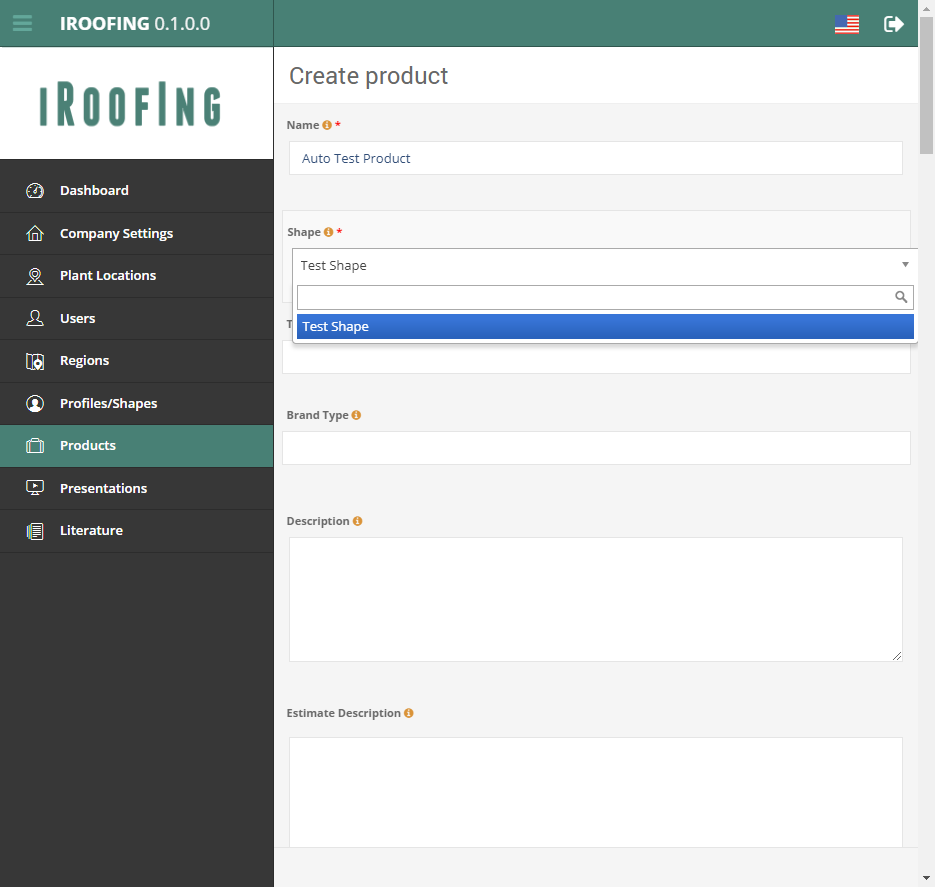 IROOFING 0.1.0.0
IROOFING
Dashboard
Company Settings
Plant Locations
Users
Regions
Profiles/Shapes
Products
Presentations
Literature
Create product
Name *
Auto Test Product
Shape *
Test Shape
Test Shape
T
Brand Type
Description
Estimate Description